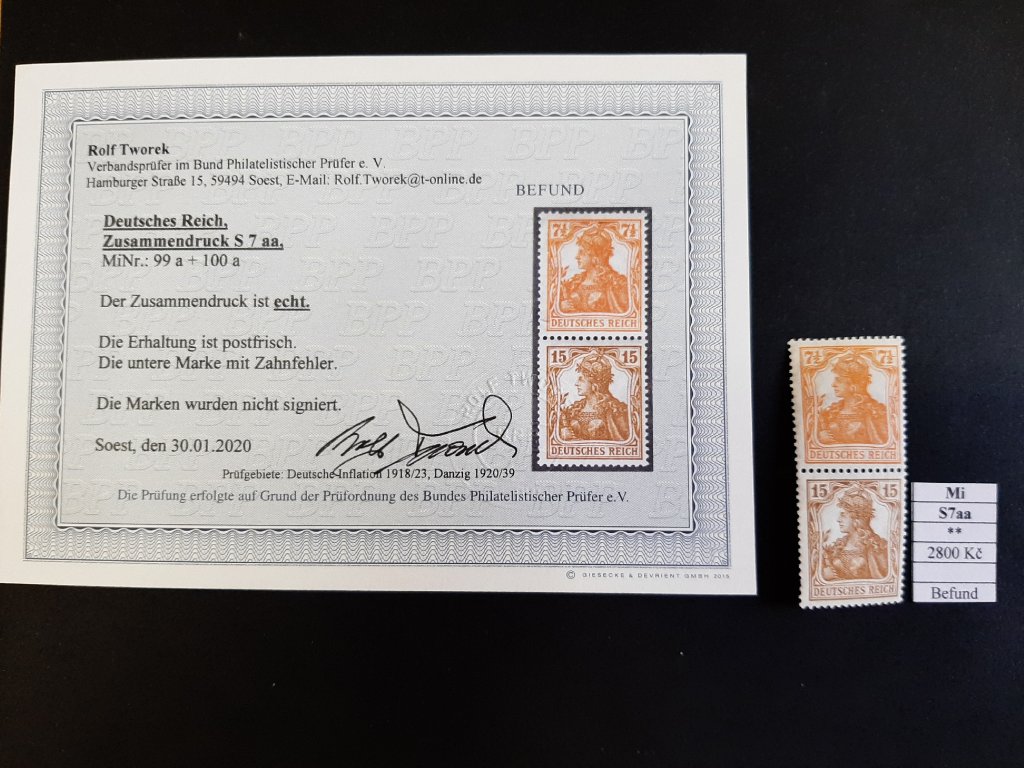 Rolf Tworek
Verbandsprüfer im Bund Philatelistischer Prüfer e. V.
Hamburger Straße 15, 59494 Soest, E-Mail: Rolf.Tworek@t-online.de
BEFUND
Deutsches Reich,
Zusammendruck S 7 aa,
MiNr.: 99 a + 100 a
Der Zusammendruck ist echt.
Die Erhaltung ist postfrisch.
Die untere Marke mit Zahnfehler.
Die Marken wurden nicht signiert.
Soest, den 30.01.2020
Rolf Tworek
Prüfgebiete: Deutsche Inflation 1918/23, Danzig 1920/39
Die Prüfung erfolgte auf Grund der Prüfordnung des Bundes Philatelistischer Prüfer e.V.
© GIESECKE & DEVRIENT GMBH 2015
7½ 7½
DEUTSCHES REICH
15 15
DEUTSCHES REICH
7½ 7½
DEUTSCHES REICH
15 15
DEUTSCHES REICH
Mi
S7aa
**
2800 Kč
Befund
BPP